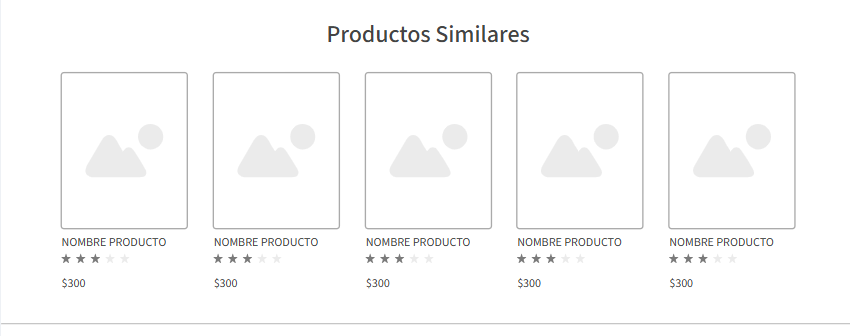 Productos Similares
NOMBRE PRODUCTO NOMBRE PRODUCTO NOMBRE PRODUCTO NOMBRE PRODUCTO NOMBRE PRODUCTO
$300 $300 $300 $300 $300